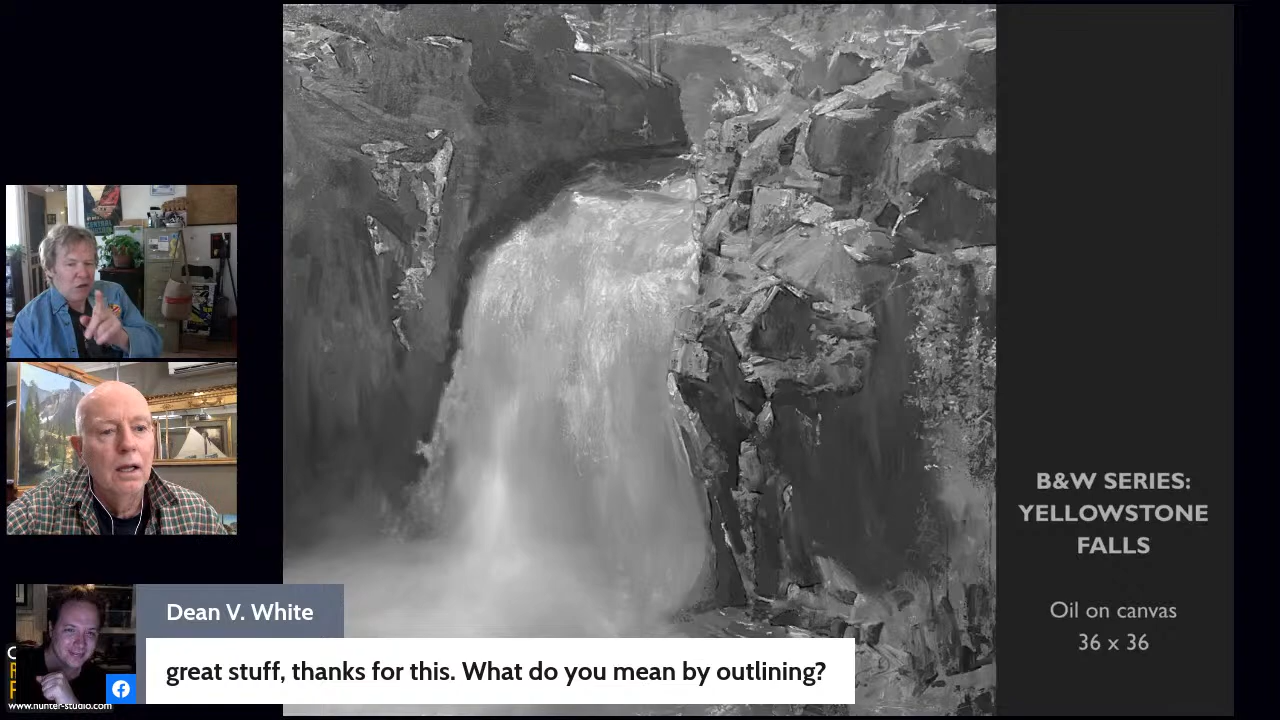 B&W SERIES:
YELLOWSTONE
FALLS
Oil on canvas
36 x 36
Dean V. White
great stuff, thanks for this. What do you mean by outlining?
www.hunter-studio.com